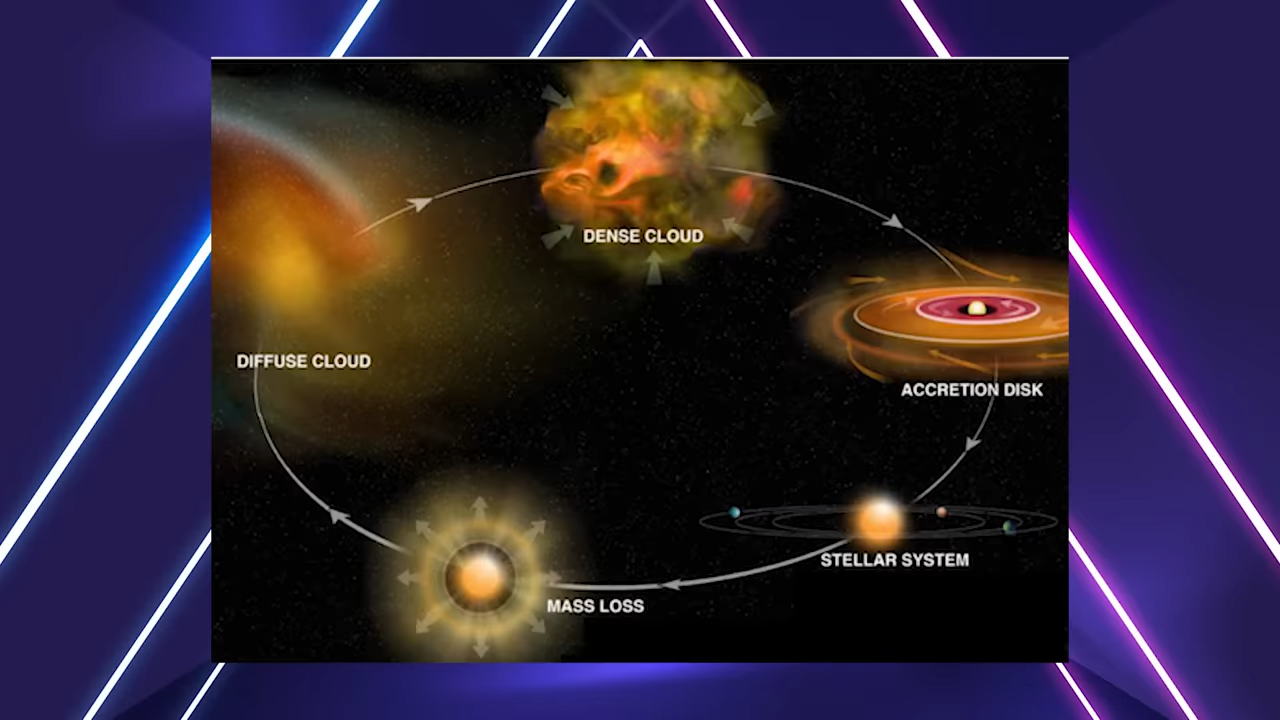 DENSE CLOUD
DIFFUSE CLOUD
ACCRETION DISK
STELLAR SYSTEM
MASS LOSS